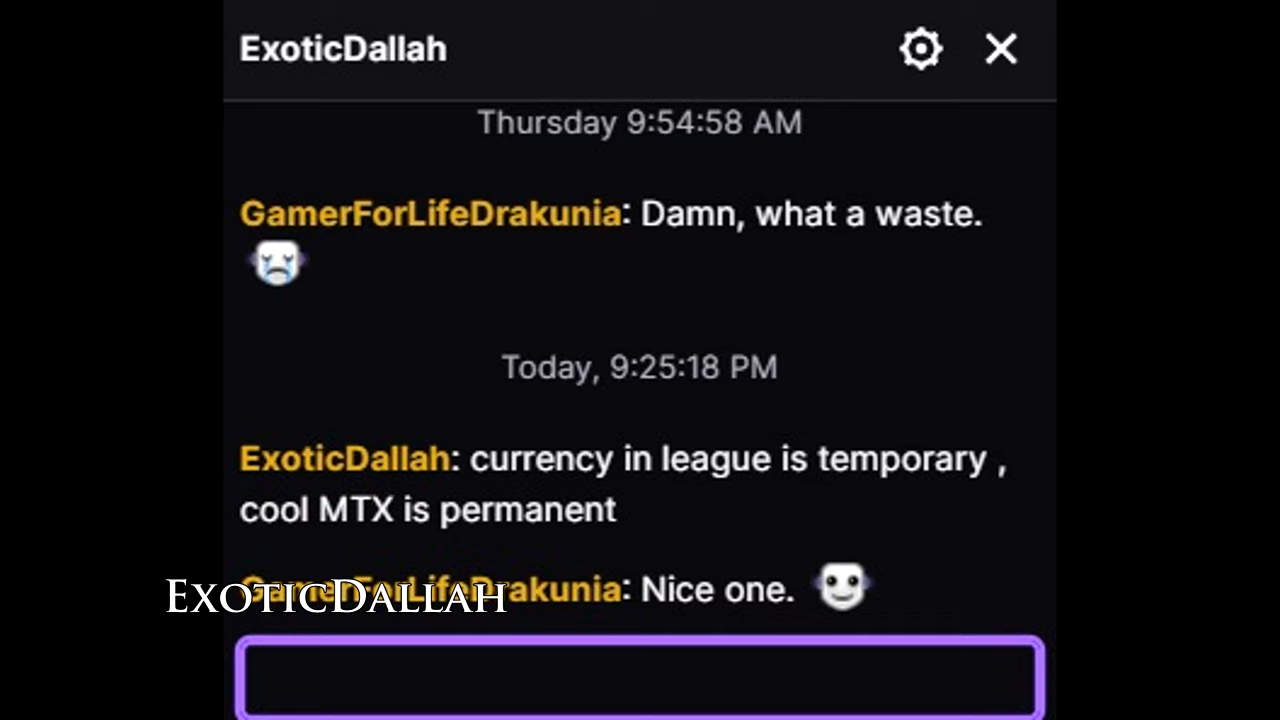 ExoticDallah
Thursday 9:54:58 AM
GamerForLifeDrakunia: Damn, what a waste.
Today, 9:25:18 PM
ExoticDallah: currency in league is temporary ,
cool MTX is permanent
GamerForLifeDrakunia: Nice one.
ExoticDallah